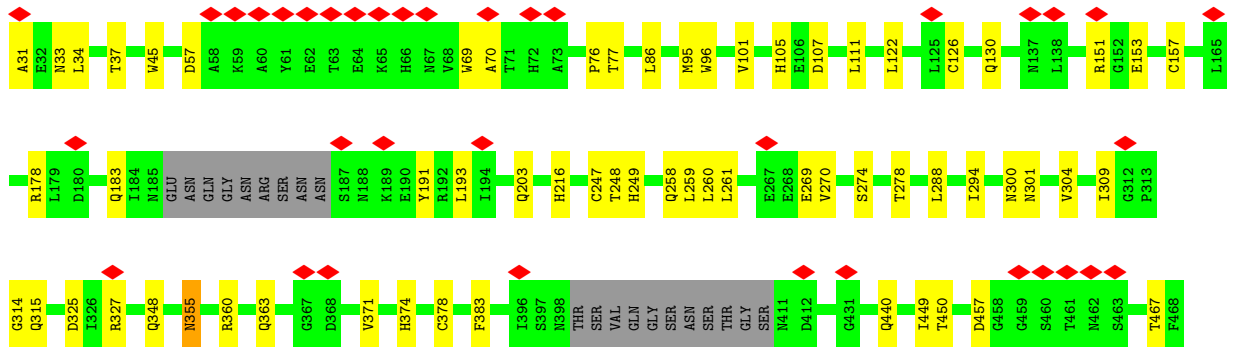 A31 E32 N33 L34 T37 W45 D57 A58 K59 A60 Y61 E62 T63 E64 K65 H66 N67 V68 W69 A70 T71 H72 A73 P76 T77 L86 M95 W96 V101 H105 E106 D107 L111 L122 L125 C126 Q130 N137 L138 R151 G152 E153 C157 L165
R178 L179 D180 Q183 I184 N185 GLU ASN GLN GLY ASN ARG SER ASN ASN S187 N188 K189 E190 Y191 R192 L193 I194 Q203 H216 C247 T248 H249 Q258 L259 L260 L261 E267 E268 E269 V270 S274 T278 L288 I294 N300 N301 V304 I309 G312 P313
G314 Q315 D325 I326 R327 Q348 N355 R360 Q363 G367 D368 V371 H374 C378 F383 I396 S397 N398 THR SER VAL GLN GLY GLY SER ASN SER THR GLY SER N411 D412 G431 Q440 I449 T450 D457 G458 G459 S460 T461 N462 S463 T467 F468